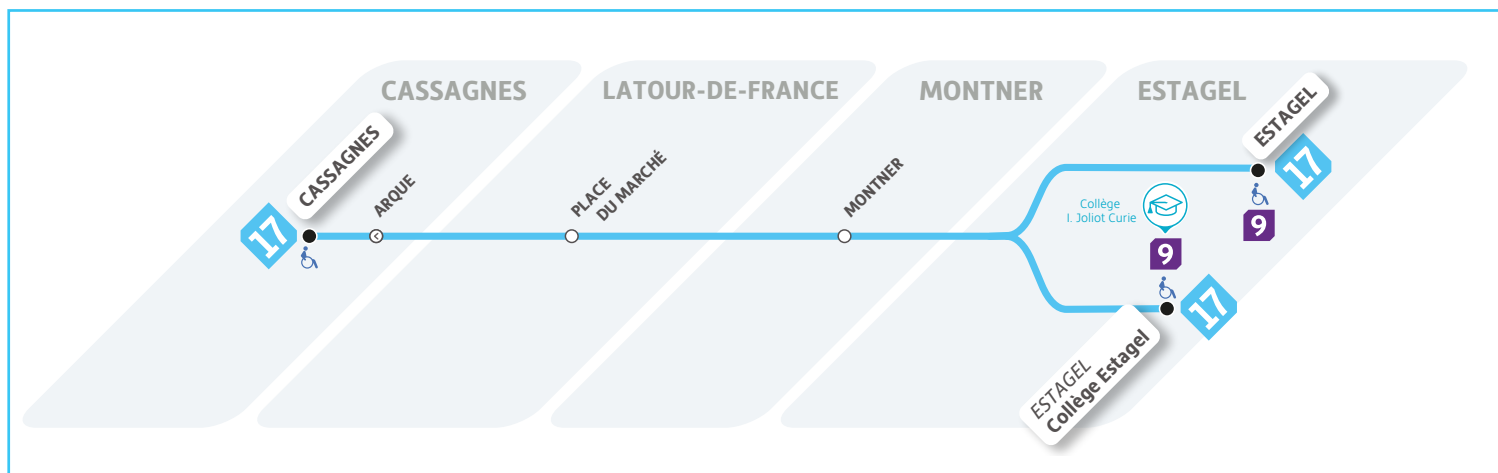 CASSAGNES
LATOUR-DE-FRANCE
MONTNER
ESTAGEL
17
CASSAGNES
ARQUE
PLACE
DU MARCHÉ
MONTNER
ESTAGEL
17
9
Collège
I. Joliot Curie
9
17
ESTAGEL
Collège Estagel